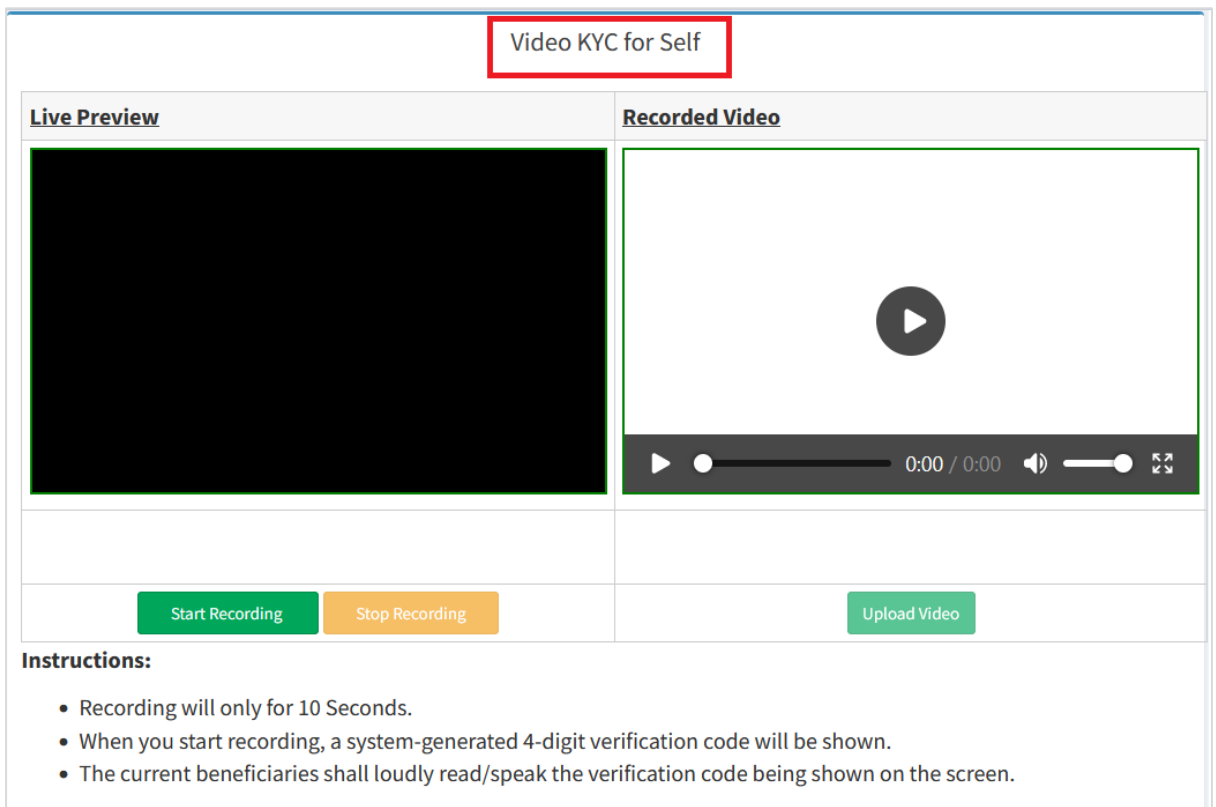 Video KYC for Self
Live Preview
Recorded Video
0:00 / 0:00
Start Recording
Stop Recording
Upload Video
Instructions:
• Recording will only for 10 Seconds.
• When you start recording, a system-generated 4-digit verification code will be shown.
• The current beneficiaries shall loudly read/speak the verification code being shown on the screen.